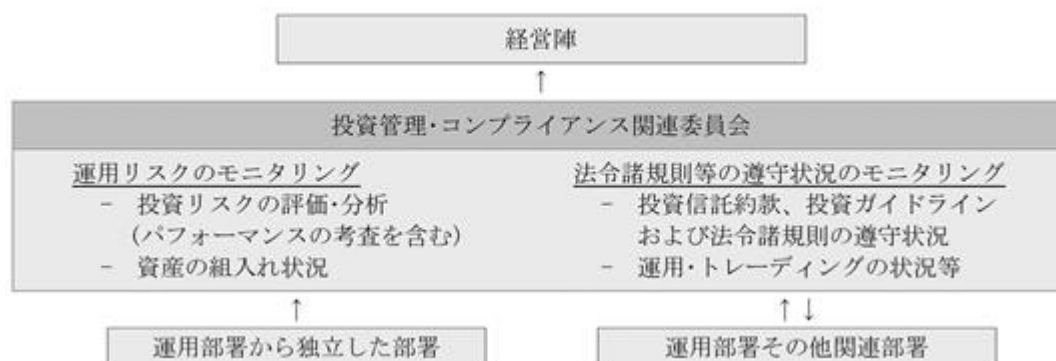 経営陣
↑
投資管理・コンプライアンス関連委員会
運用リスクのモニタリング
－ 投資リスクの評価・分析
(パフォーマンスの考査を含む)
－ 資産の組入れ状況
法令諸規則等の遵守状況のモニタリング
－ 投資信託約款、投資ガイドライン
および法令諸規則の遵守状況
－ 運用・トレーディングの状況等
↑
↑↓
運用部署から独立した部署
運用部署その他関連部署